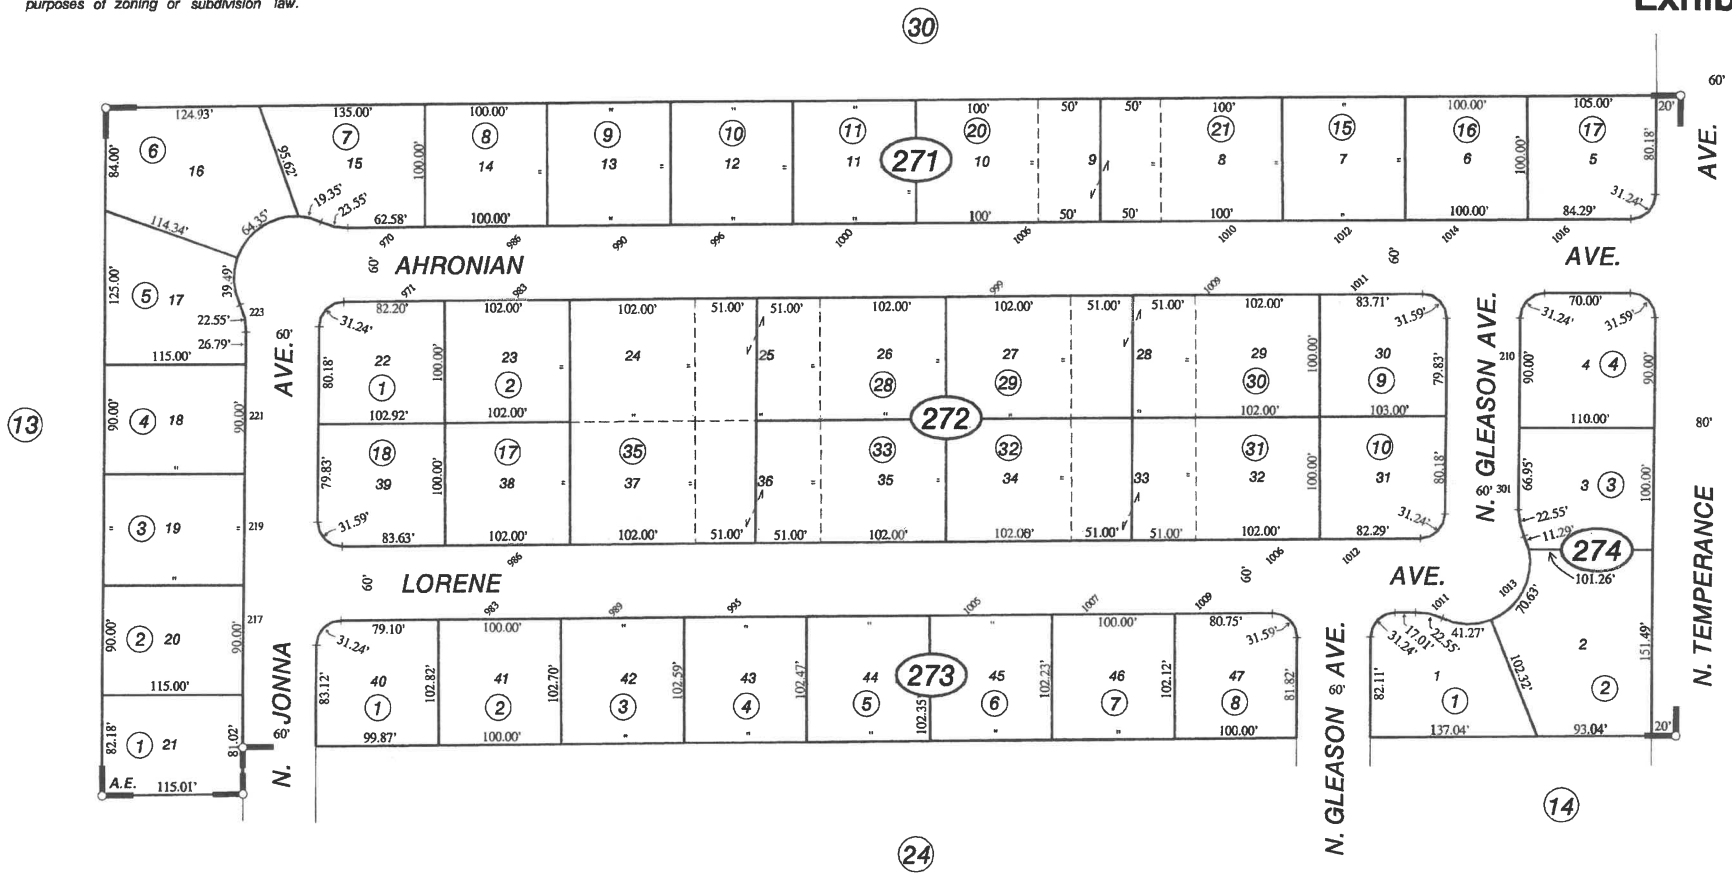 purposes of zoning or subdivision law.
Exhib
30
60'
124.93' 135.00' 100.00' " " " 100' 50' 50' 100' " 100.00' 105.00' 20'
6 7 8 9 10 11 20 21 15 16 17
16 15 14 13 12 11 271 10 9 8 7 6 5
84.00' 95.62' 100.00' " " " " " " " " 100.00' 80.18' AVE.
114.34' 64.35' 19.35' 23.55' 62.58' 100.00' " " " 100' 50' 50' 100' " 100.00' 84.29' 31.24'
970 986 990 996 1000 1006 1010 1012 1014 1016
60' AHRONIAN 60' AVE.
125.00' 5 17 39.49' 22.55' 26.79' 223
115.00'
971 983 999 1009 1011
82.20' 102.00' 102.00' 51.00' 51.00' 102.00' 102.00' 51.00' 51.00' 102.00' 83.71' 70.00'
31.24' 31.59' 31.24' 31.59'
AVE. 60' N. GLEASON AVE. 210
22 23 24 25 26 27 28 29 30 4 4
80.18' 100.00' " " " " " 100.00' 79.83' 90.00' 90.00'
1 2 28 29 30 9
102.92' 102.00' " " " " " 102.00' 103.00' 110.00'
13 90.00' 4 18 90.00' 221
272
80'
18 17 35 33 32 31 10
39 38 37 36 35 34 33 32 31 3 3
79.83' 100.00' " " " " " 100.00' 80.18' 66.95' 100.00'
60' 301
31.59' 31.24' 22.55' 11.29'
83.63' 102.00' 102.00' 51.00' 51.00' 102.00' 102.00' 51.00' 51.00' 102.00' 82.29'
"
" 3 19 " 219
"
986 1006 1012
274
101.26'
60' LORENE 60' AVE.
N. TEMPERANCE
983 989 995 1005 1007 1009 1011 1013
90.00' 2 20 90.00' 217
115.00'
79.10' 100.00' " " " " 100.00' 80.75'
31.24' 31.59' 31.24' 17.01' 22.55' 41.27' 70.63'
40 41 42 43 44 273 45 46 47 1 2
83.12' 102.82' 102.70' 102.59' 102.47' 102.35' 102.23' 102.12' 81.82' 82.11' 102.32' 151.49'
1 2 3 4 5 6 7 8 1 2
99.87' 100.00' " " " " " 100.00' 137.04' 93.04' 20'
82.18' 1 21 81.02' 60'
A.E. 115.01'
N. JONNA
N. GLEASON AVE. 60'
14
24